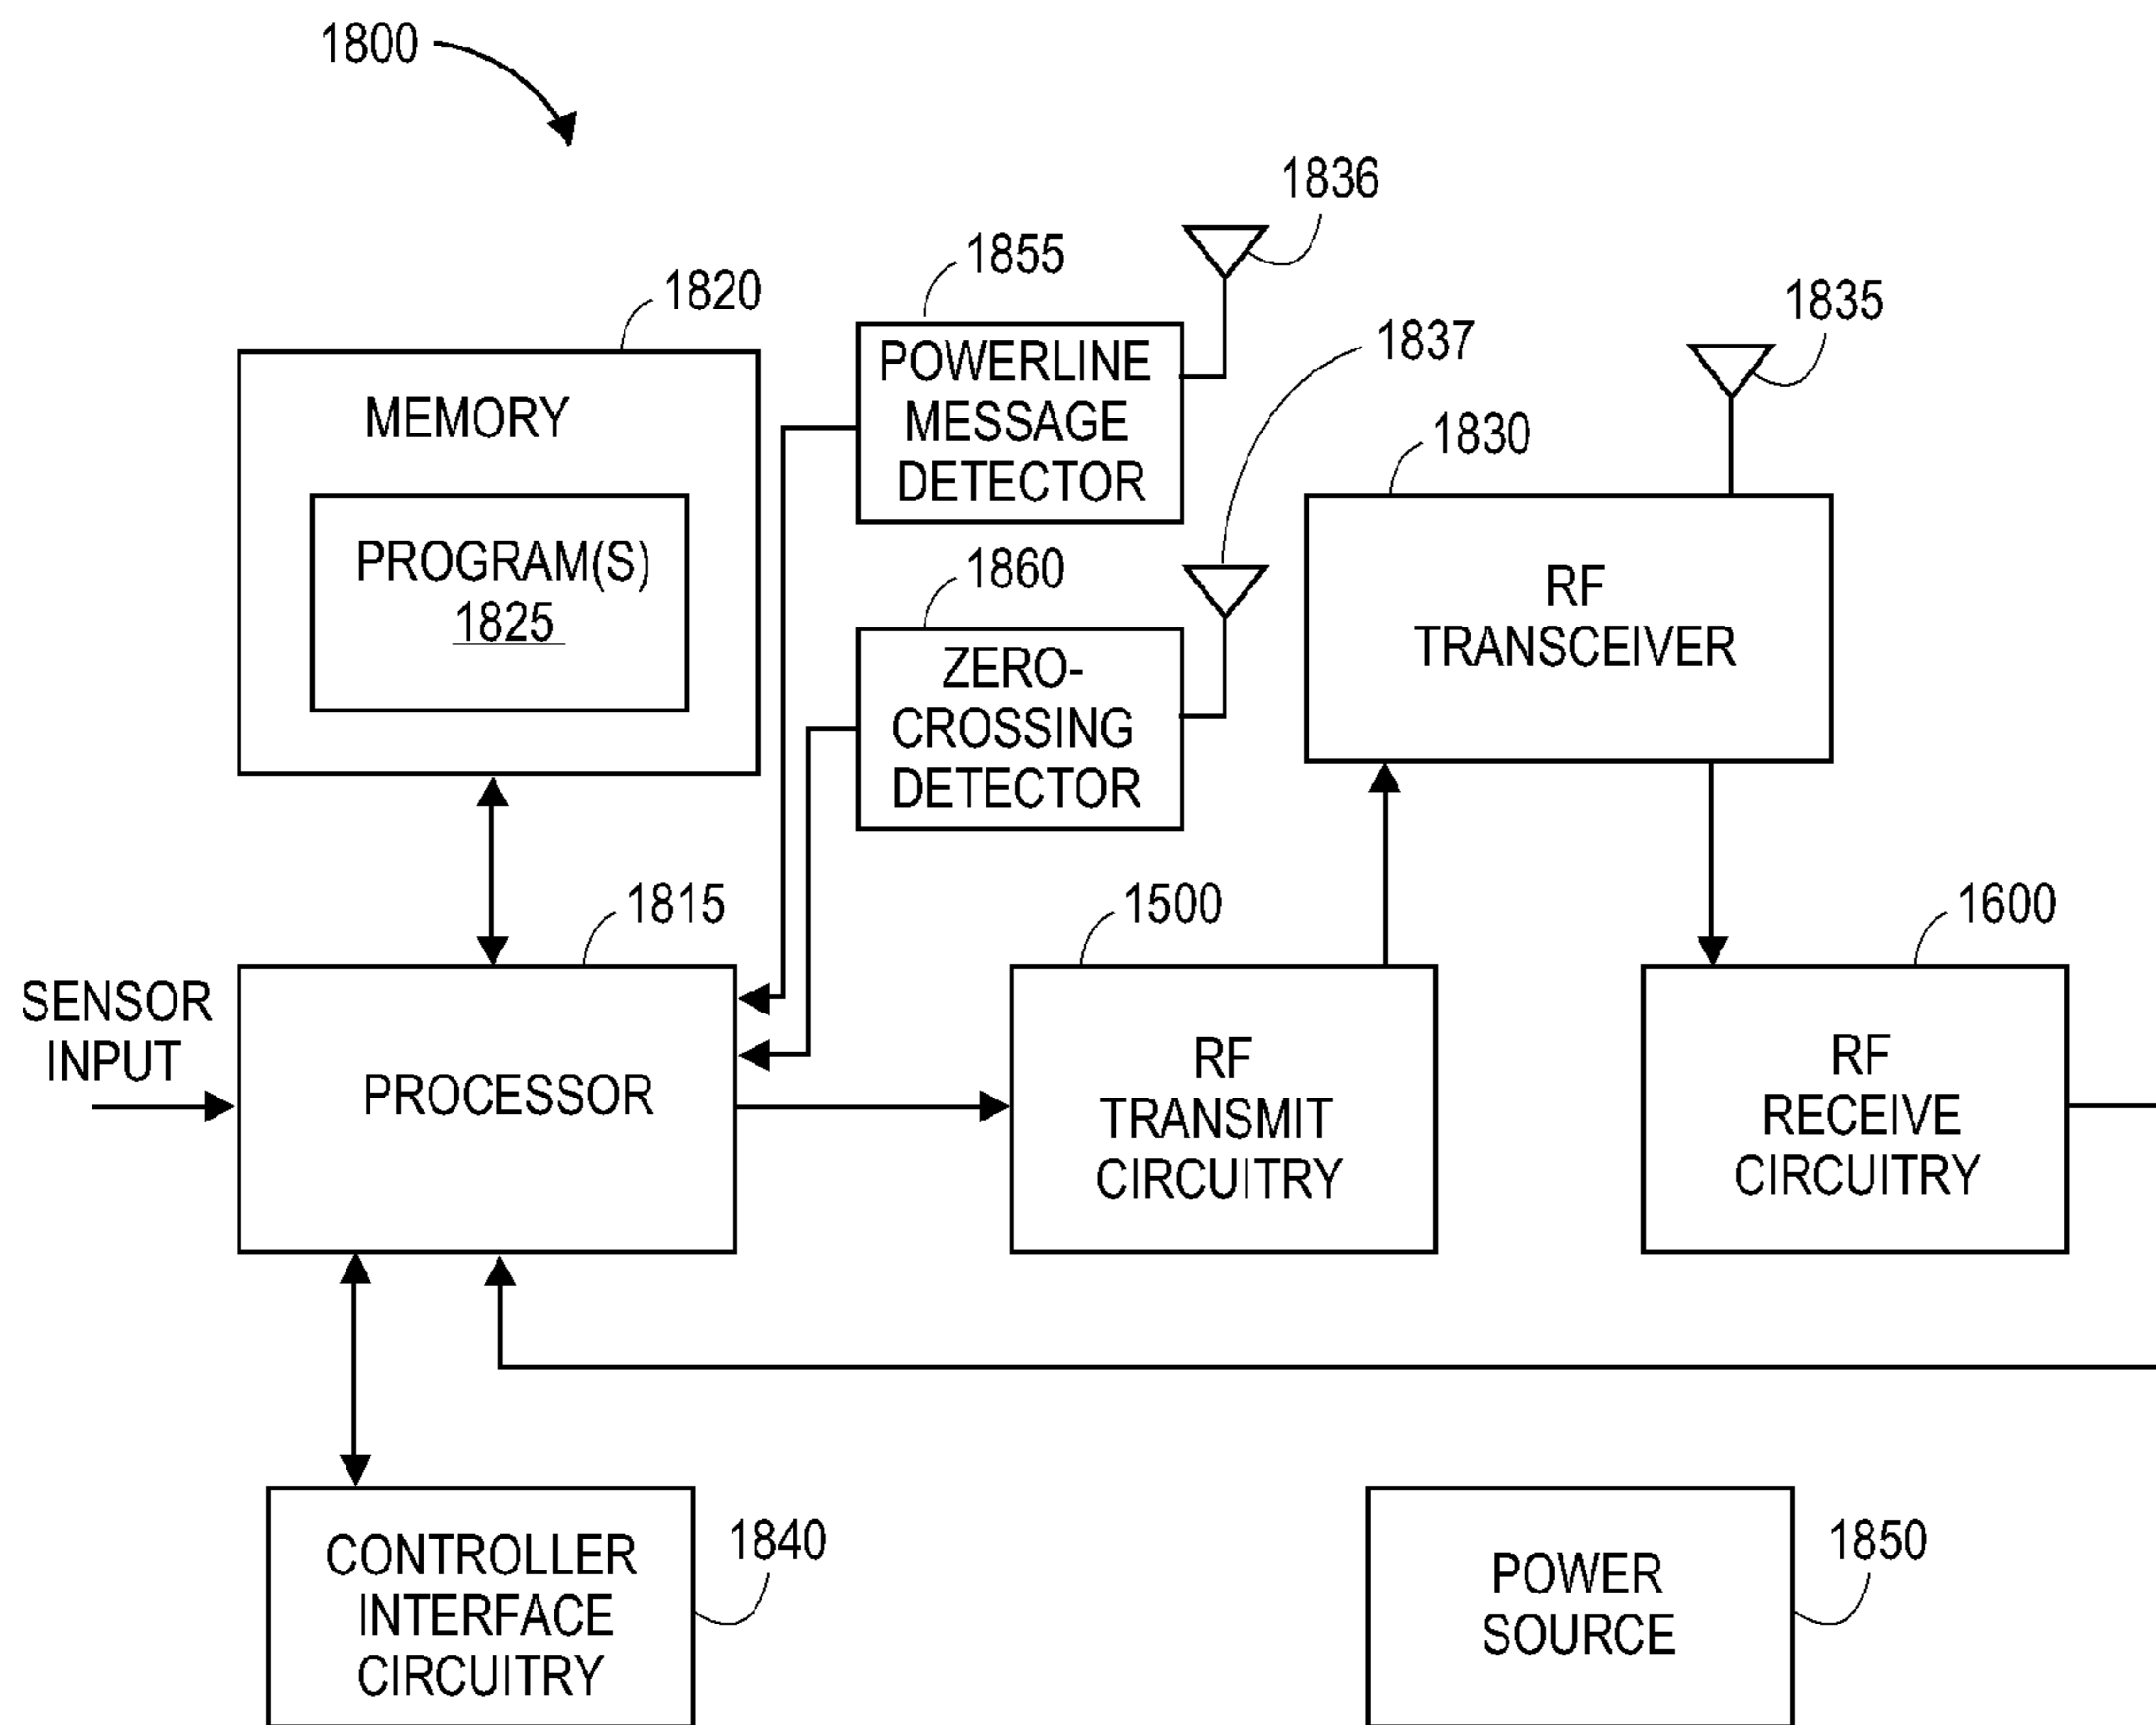 1800
1836
1855
1820
1835
1837
POWERLINE
MESSAGE
DETECTOR
MEMORY
1830
PROGRAM(S)
1825
1860
RF
TRANSCEIVER
ZERO-
CROSSING
DETECTOR
1815
1500
1600
SENSOR
INPUT
PROCESSOR
RF
TRANSMIT
CIRCUITRY
RF
RECEIVE
CIRCUITRY
CONTROLLER
INTERFACE
CIRCUITRY
1840
POWER
SOURCE
1850